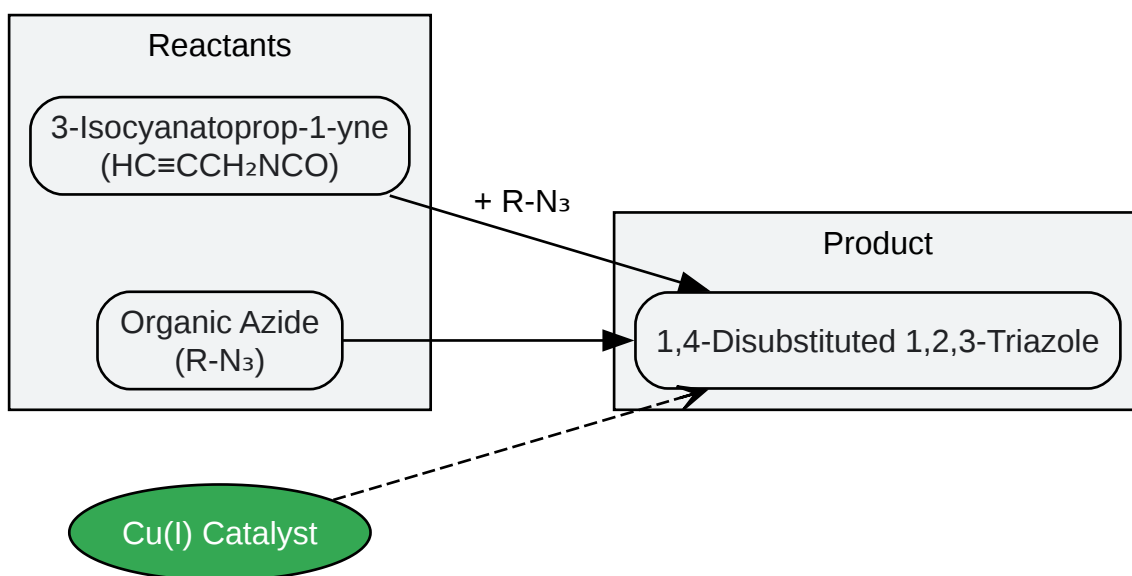 Reactants
3-Isocyanatoprop-1-yne
(HC≡CCH₂NCO)
+ R-N₃
Product
Organic Azide
(R-N₃)
1,4-Disubstituted 1,2,3-Triazole
Cu(I) Catalyst